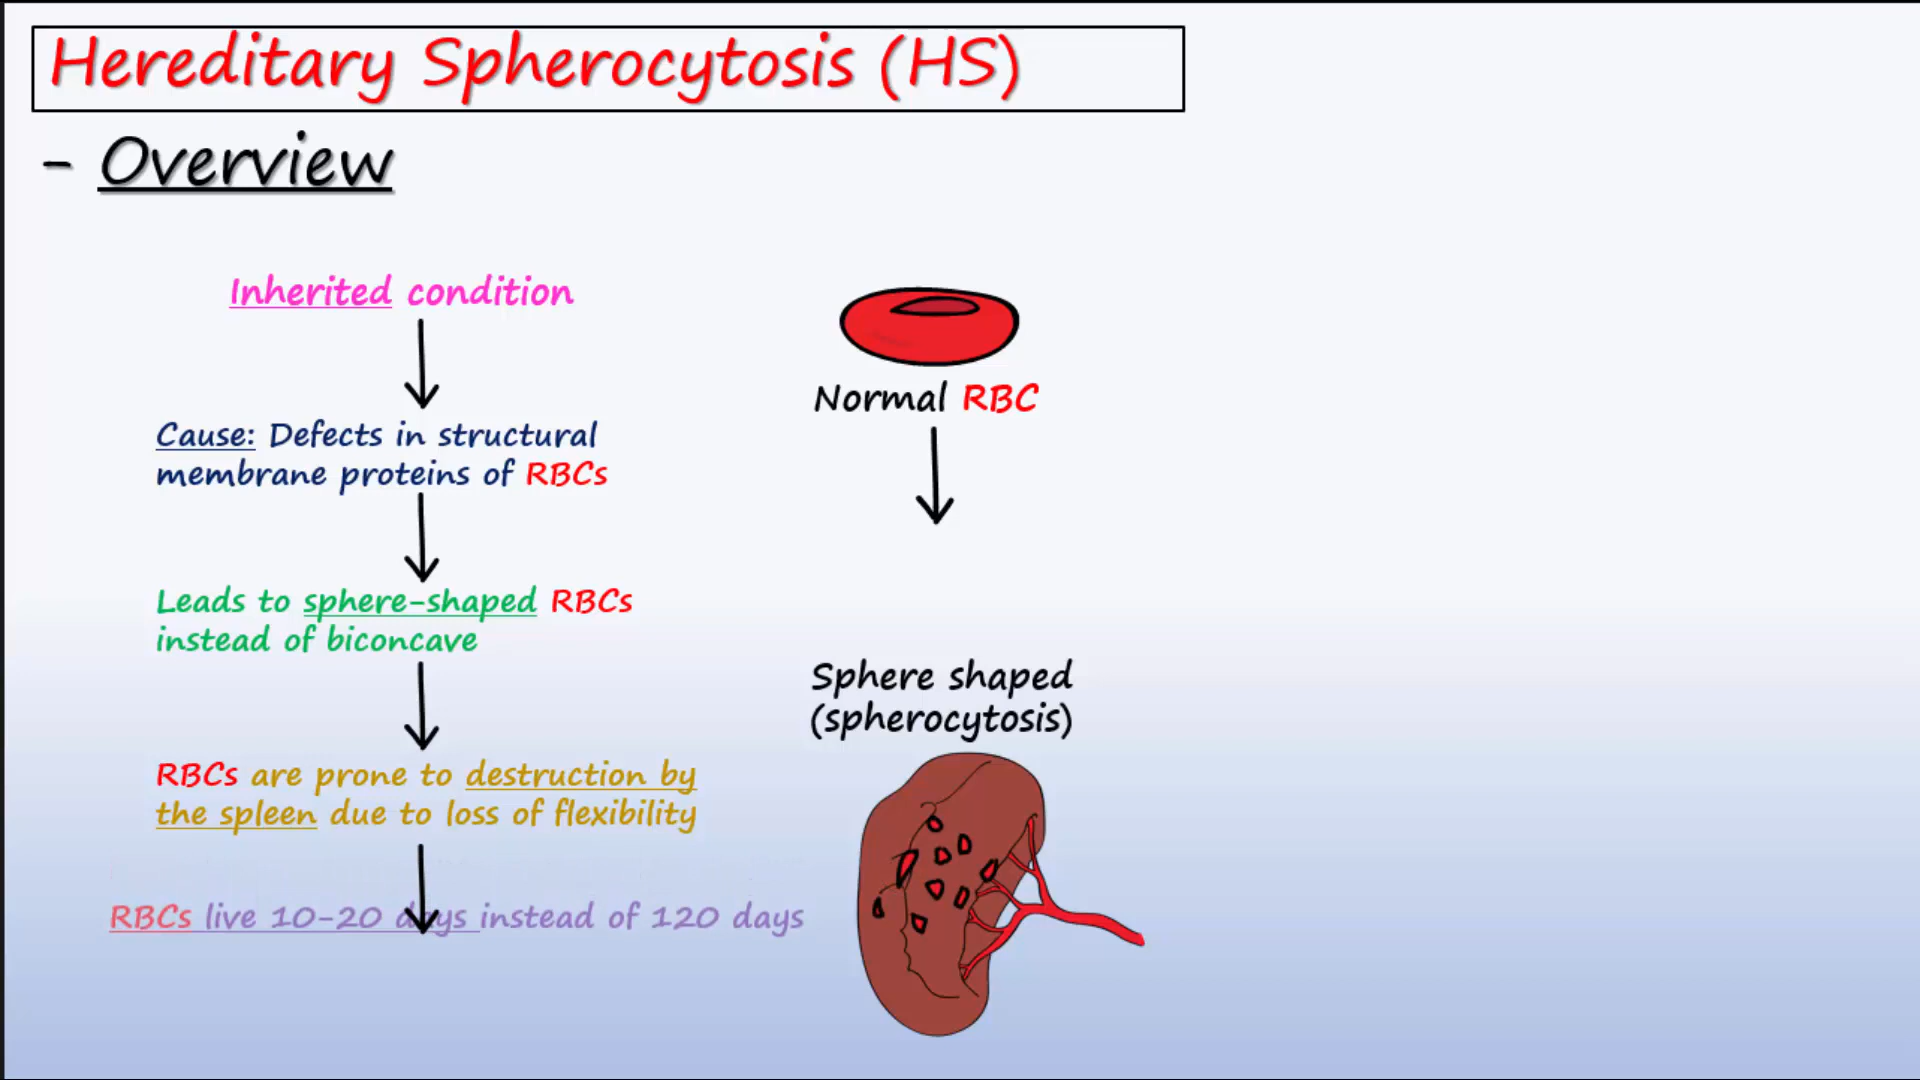 Hereditary Spherocytosis (HS)
- Overview
Inherited condition
Cause: Defects in structural
membrane proteins of RBCs
Leads to sphere-shaped RBCs
instead of biconcave
RBCs are prone to destruction by
the spleen due to loss of flexibility
RBCs live 10-20 days instead of 120 days
Normal RBC
Sphere shaped
(spherocytosis)